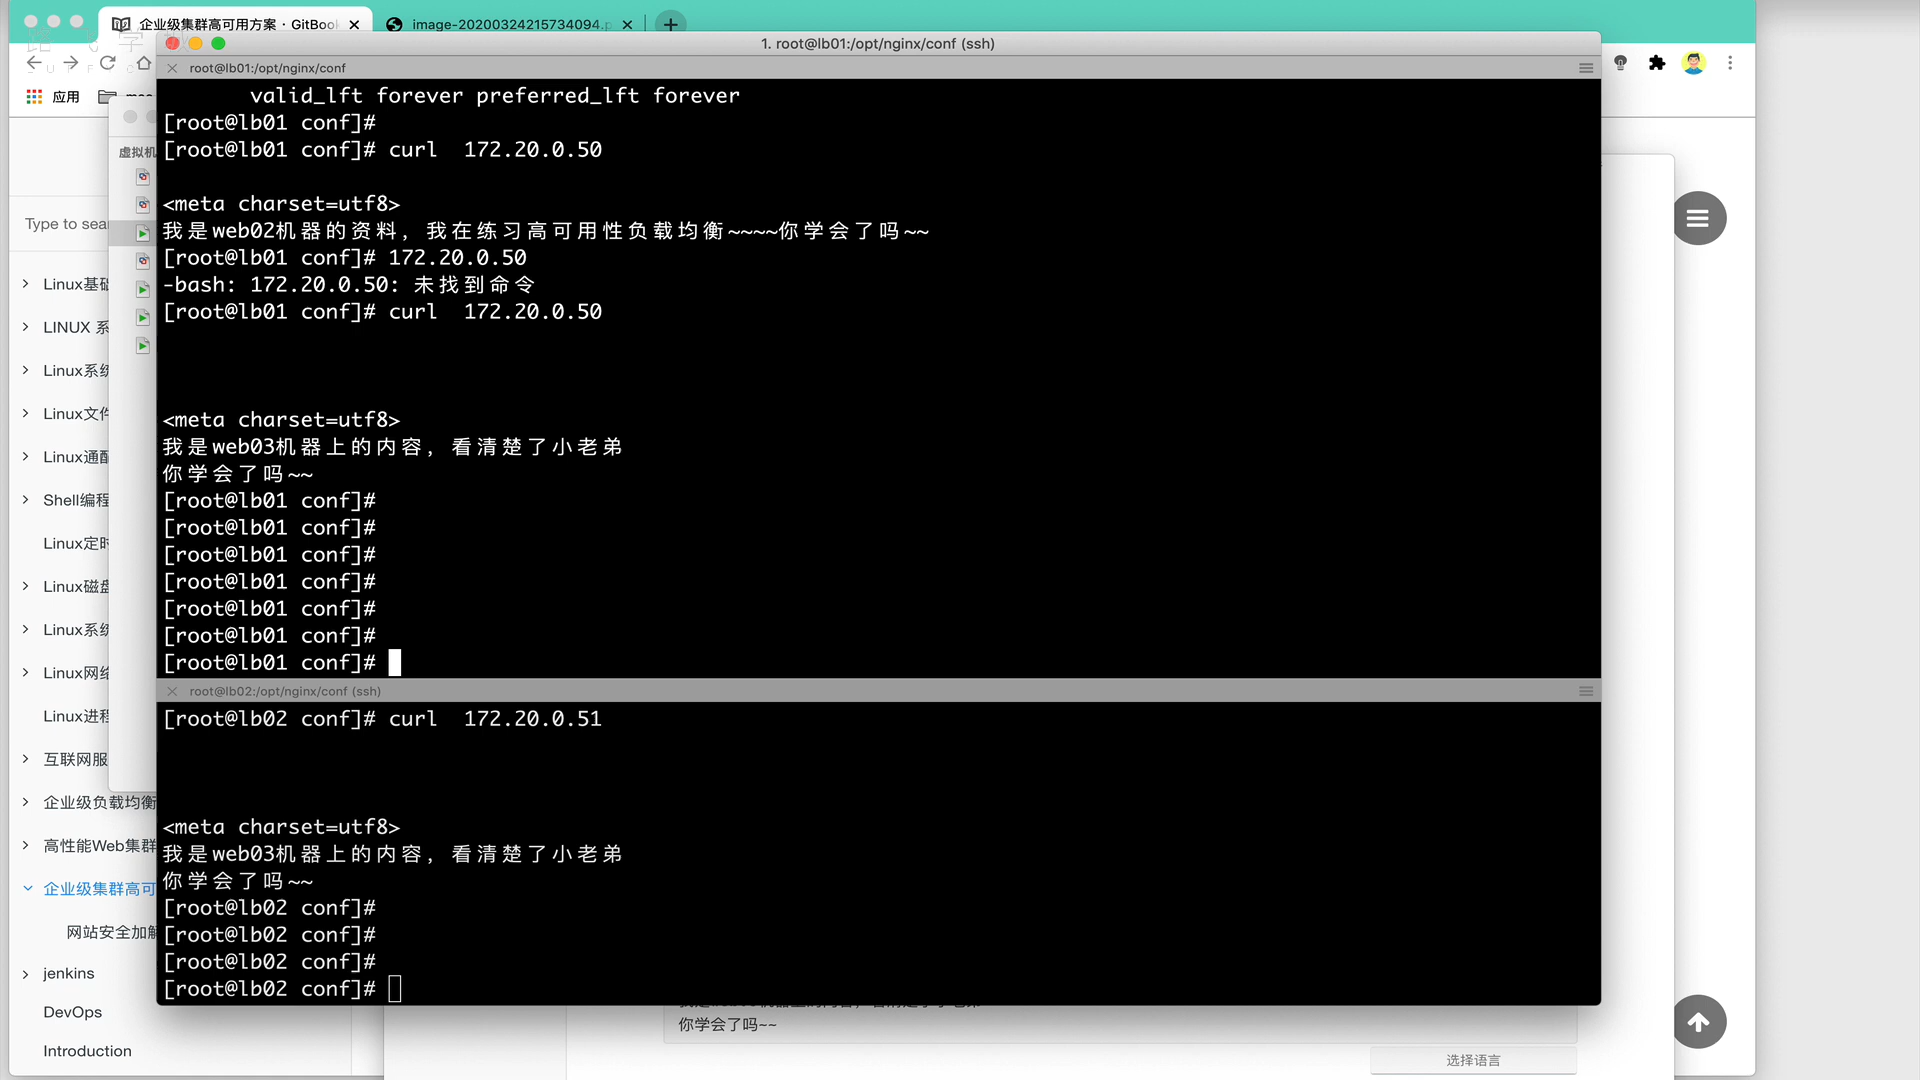 企业级集群高可用方案 · GitBook
image-20200324215734094.p
1. root@lb01:/opt/nginx/conf (ssh)
root@lb01:/opt/nginx/conf
应用
valid_lft forever preferred_lft forever
[root@lb01 conf]#
[root@lb01 conf]# curl  172.20.0.50
<meta charset=utf8>
我是web02机器的资料，我在练习高可用性负载均衡~~~~你学会了吗~~
[root@lb01 conf]# 172.20.0.50
-bash: 172.20.0.50: 未找到命令
[root@lb01 conf]# curl  172.20.0.50
<meta charset=utf8>
我是web03机器上的内容，看清楚了小老弟
你学会了吗~~
[root@lb01 conf]#
[root@lb01 conf]#
[root@lb01 conf]#
[root@lb01 conf]#
[root@lb01 conf]#
[root@lb01 conf]#
[root@lb01 conf]#
root@lb02:/opt/nginx/conf (ssh)
[root@lb02 conf]# curl  172.20.0.51
<meta charset=utf8>
我是web03机器上的内容，看清楚了小老弟
你学会了吗~~
[root@lb02 conf]#
[root@lb02 conf]#
[root@lb02 conf]#
[root@lb02 conf]#
虚拟机
Type to sea
Linux基础
LINUX 系
Linux系统
Linux文件
Linux通配
Shell编程
Linux定时
Linux磁盘
Linux系统
Linux网络
Linux进程
互联网服
企业级负载均衡
高性能Web集群
企业级集群高可
网站安全加解
jenkins
DevOps
Introduction
你学会了吗~~
选择语言